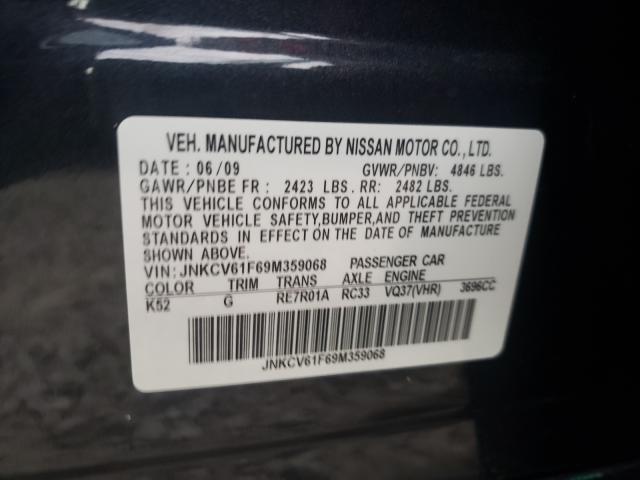 VEH. MANUFACTURED BY NISSAN MOTOR CO., LTD.
DATE : 06/09 GVWR/PNBV: 4846 LBS.
GAWR/PNBE FR : 2423 LBS. RR: 2482 LBS.
THIS VEHICLE CONFORMS TO ALL APPLICABLE FEDERAL
MOTOR VEHICLE SAFETY,BUMPER,AND THEFT PREVENTION
STANDARDS IN EFFECT ON THE DATE OF MANUFACTURE
SHOWN ABOVE.
VIN: JNKCV61F69M359068 PASSENGER CAR
COLOR TRIM TRANS AXLE ENGINE
K52 G RE7R01A RC33 VQ37(VHR) 3696CC
JNKCV61F69M359068